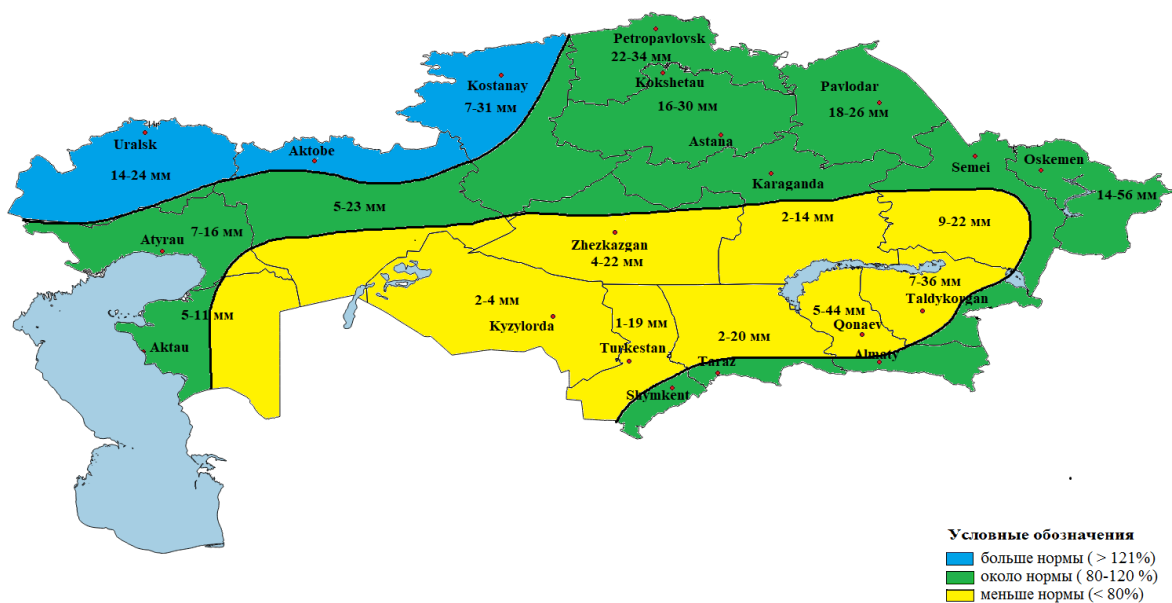 Petropavlovsk
22-34 мм
Kokshetau
Kostanay
7-31 мм
16-30 мм
Pavlodar
18-26 мм
Uralsk
14-24 мм
Aktobe
Astana
Semei
Oskemen
Karaganda
14-56 мм
5-23 мм
7-16 мм
Atyrau
2-14 мм
9-22 мм
Zhezkazgan
4-22 мм
7-36 мм
Taldykorgan
2-4 мм
5-11 мм
Kyzylorda
1-19 мм
5-44 мм
Qonaev
2-20 мм
Aktau
Turkestan
Taraz
Almaty
Shymkent
Условные обозначения
больше нормы ( > 121%)
около нормы ( 80-120 %)
меньше нормы (< 80%)